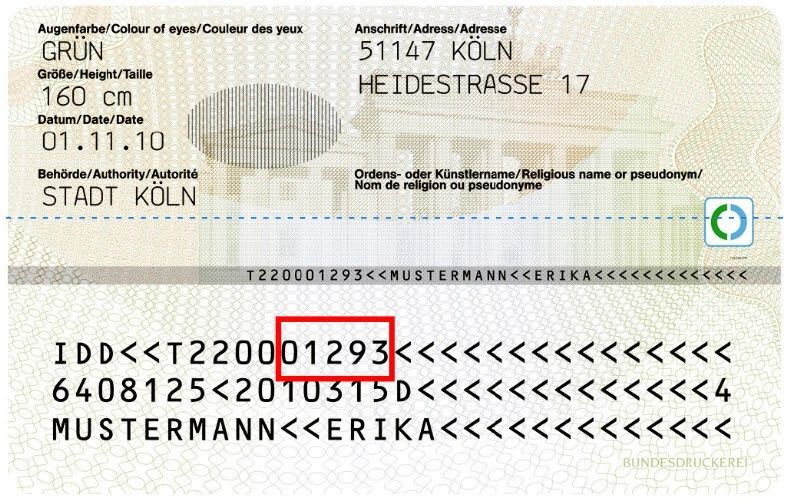 Augenfarbe/Colour of eyes/Couleur des yeux
GRÜN
Größe/Height/Taille
160 cm
Datum/Date/Date
01.11.10
Behörde/Authority/Autorité
STADT KÖLN
Anschrift/Adress/Adresse
51147 KÖLN
HEIDESTRASSE 17
Ordens- oder Künstlername/Religious name or pseudonym/
Nom de religion ou pseudonyme
T220001293<<MUSTERMANN<<ERIKA<<<<<<<<<<<<<
IDD<<T220001293<<<<<<<<<<<<<<<
6408125<2010315D<<<<<<<<<<<<<4
MUSTERMANN<<ERIKA<<<<<<<<<<<<<
BUNDESDRUCKEREI